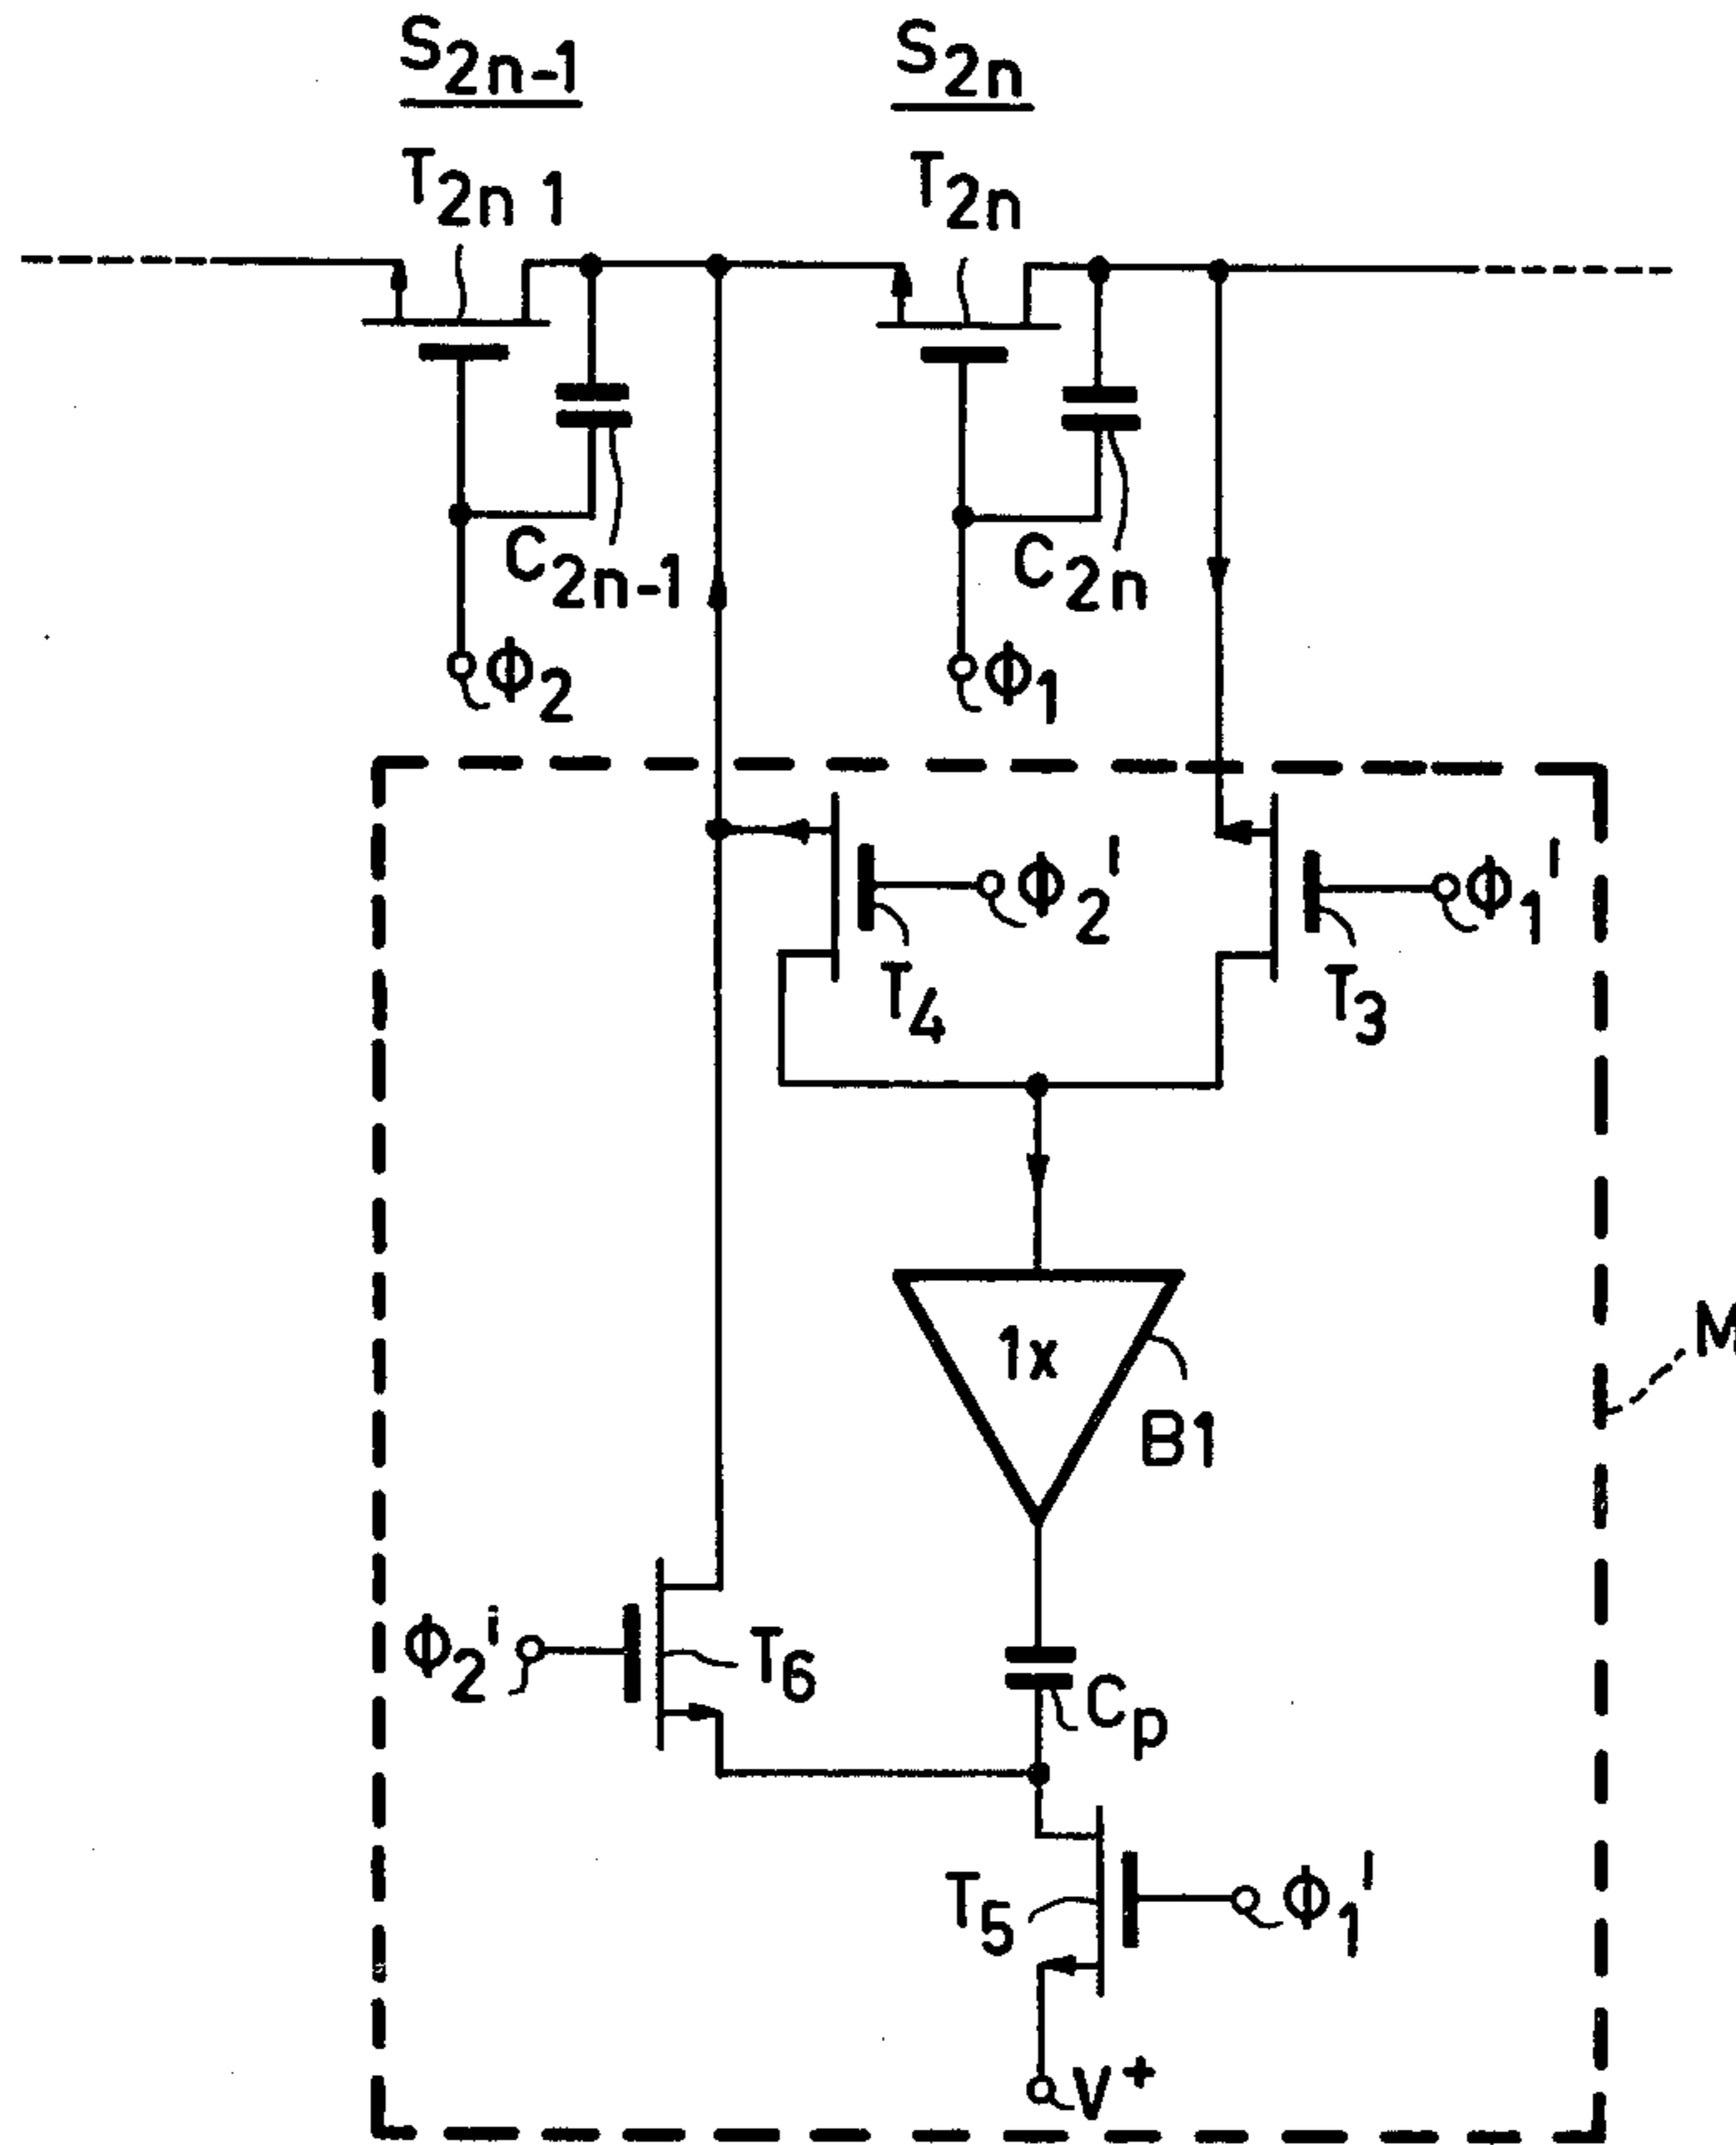 S2n-1
S2n
T2n 1
T2n
C2n-1
C2n
ϕ2
ϕ1
ϕ2'
ϕ1'
T4
T3
1x
M
B1
ϕ2'
T6
Cp
T5
ϕ1'
V+